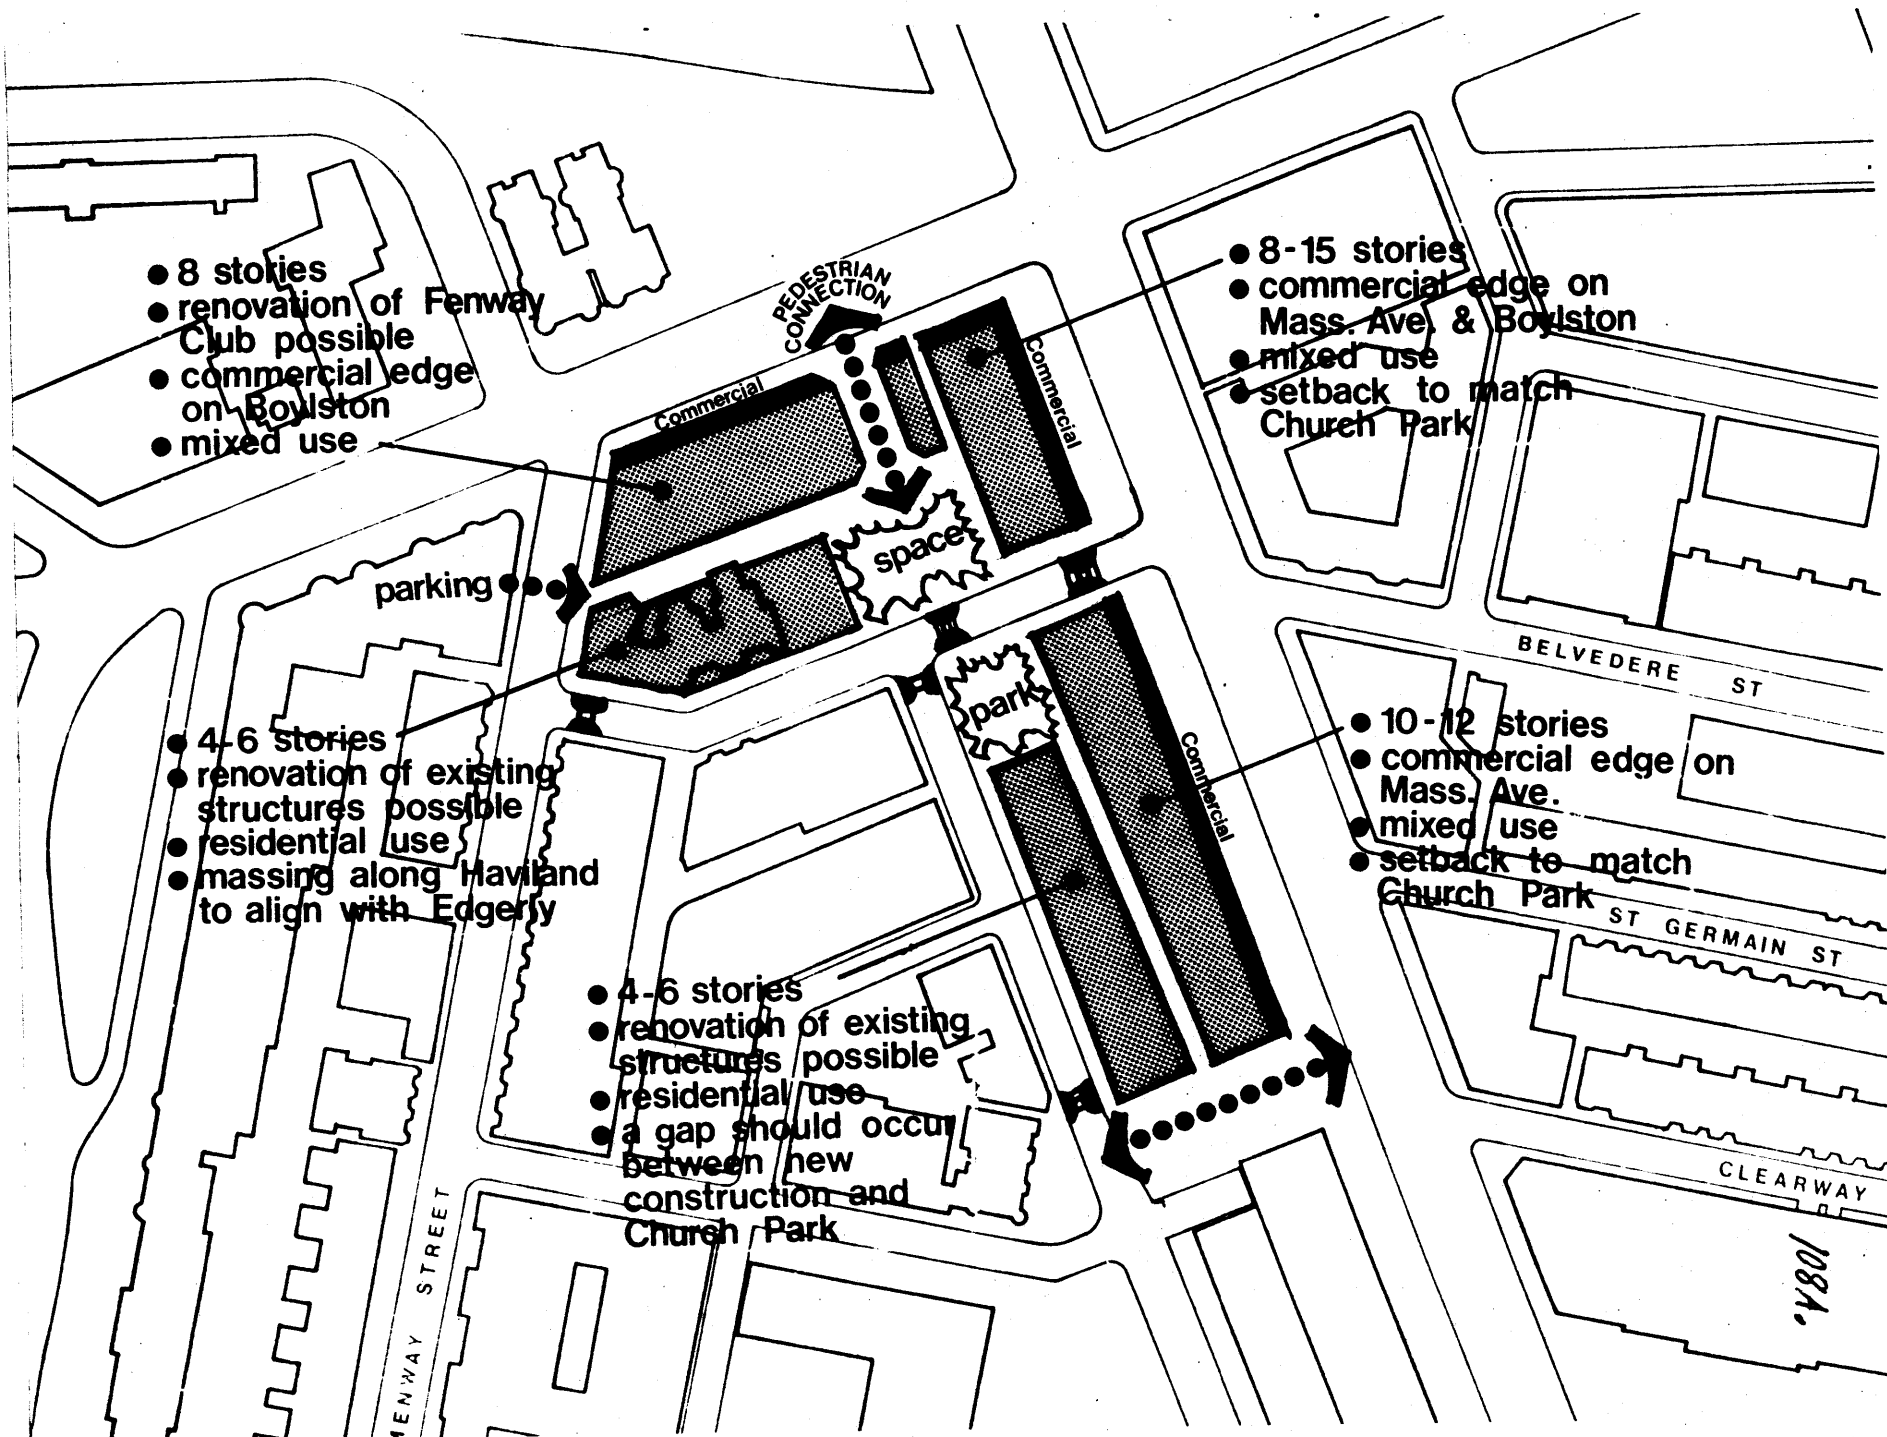 PEDESTRIAN
CONNECTION
● 8 stories
● renovation of Fenway
Club possible
● commercial edge
on Boylston
● mixed use
● 8-15 stories
● commercial edge on
Mass. Ave. & Boylston
● mixed use
● setback to match
Church Park
Commercial
Commercial
space
parking
park
BELVEDERE ST
● 4-6 stories
● renovation of existing
structures possible
● residential use
● massing along Haviland
to align with Edgerly
● 10-12 stories
● commercial edge on
Mass. Ave.
● mixed use
● setback to match
Church Park
Commercial
ST GERMAIN ST
● 4-6 stories
● renovation of existing
structures possible
● residential use
● a gap should occur
between new
construction and
Church Park
CLEARWAY
MENWAY STREET
108A.